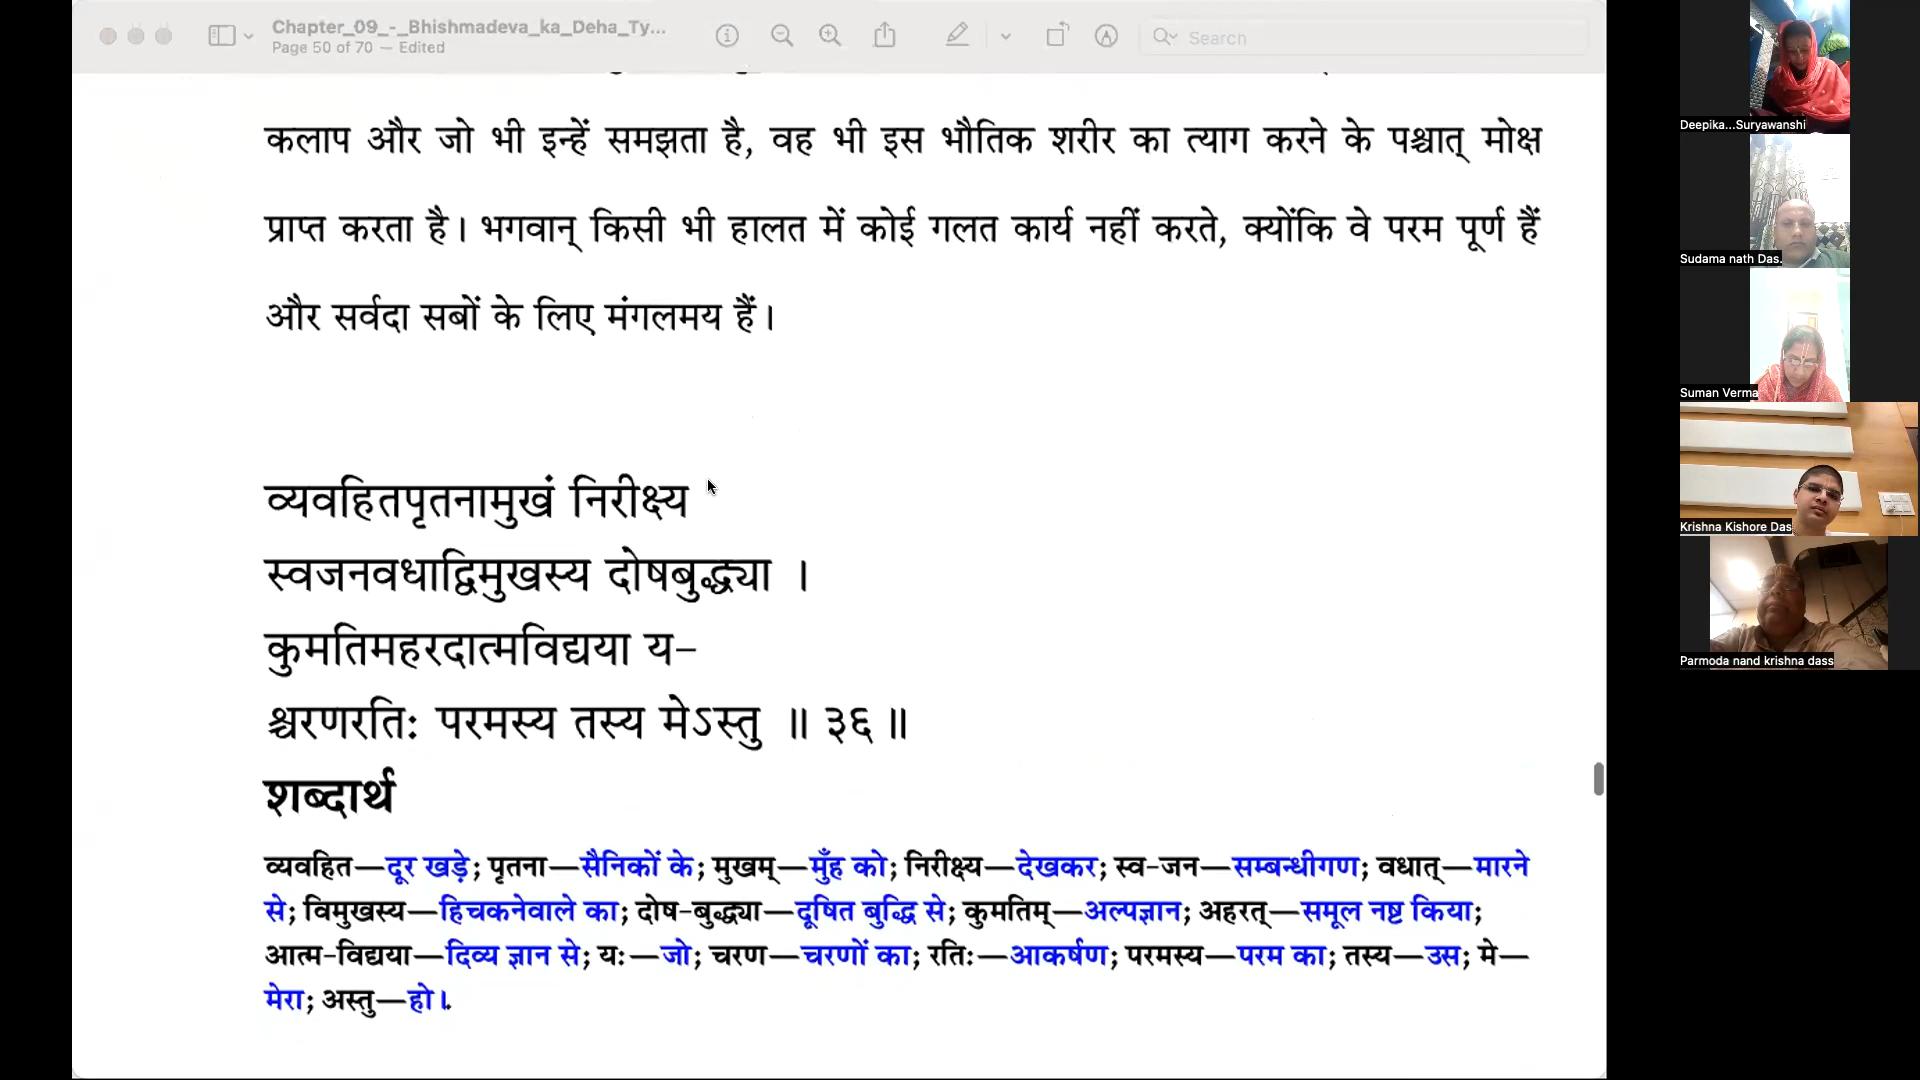 Chapter_09_-_Bhishmadeva_ka_Deha_Ty...
Page 50 of 70 — Edited
Search
कलाप और जो भी इन्हें समझता है, वह भी इस भौतिक शरीर का त्याग करने के पश्चात् मोक्ष
प्राप्त करता है। भगवान् किसी भी हालत में कोई गलत कार्य नहीं करते, क्योंकि वे परम पूर्ण हैं
और सर्वदा सबों के लिए मंगलमय हैं।
व्यवहितपृतनामुखं निरीक्ष्य
स्वजनवधाद्विमुखस्य दोषबुद्ध्या ।
कुमतिमहरदात्मविद्यया य–
श्चरणरतिः परमस्य तस्य मेऽस्तु ॥ ३६ ॥
शब्दार्थ
व्यवहित—दूर खड़े; पृतना—सैनिकों के; मुखम्—मुँह को; निरीक्ष्य—देखकर; स्व-जन—सम्बन्धीगण; वधात्—मारने
से; विमुखस्य—हिचकनेवाले का; दोष-बुद्ध्या—दूषित बुद्धि से; कुमतिम्—अल्पज्ञान; अहरत्—समूल नष्ट किया;
आत्म-विद्यया—दिव्य ज्ञान से; यः—जो; चरण—चरणों का; रतिः—आकर्षण; परमस्य—परम का; तस्य—उस; मे—
मेरा; अस्तु—हो।.
Deepika...Suryawanshi
Sudama nath Das.
Suman Verma
Krishna Kishore Das
Parmoda nand krishna dass